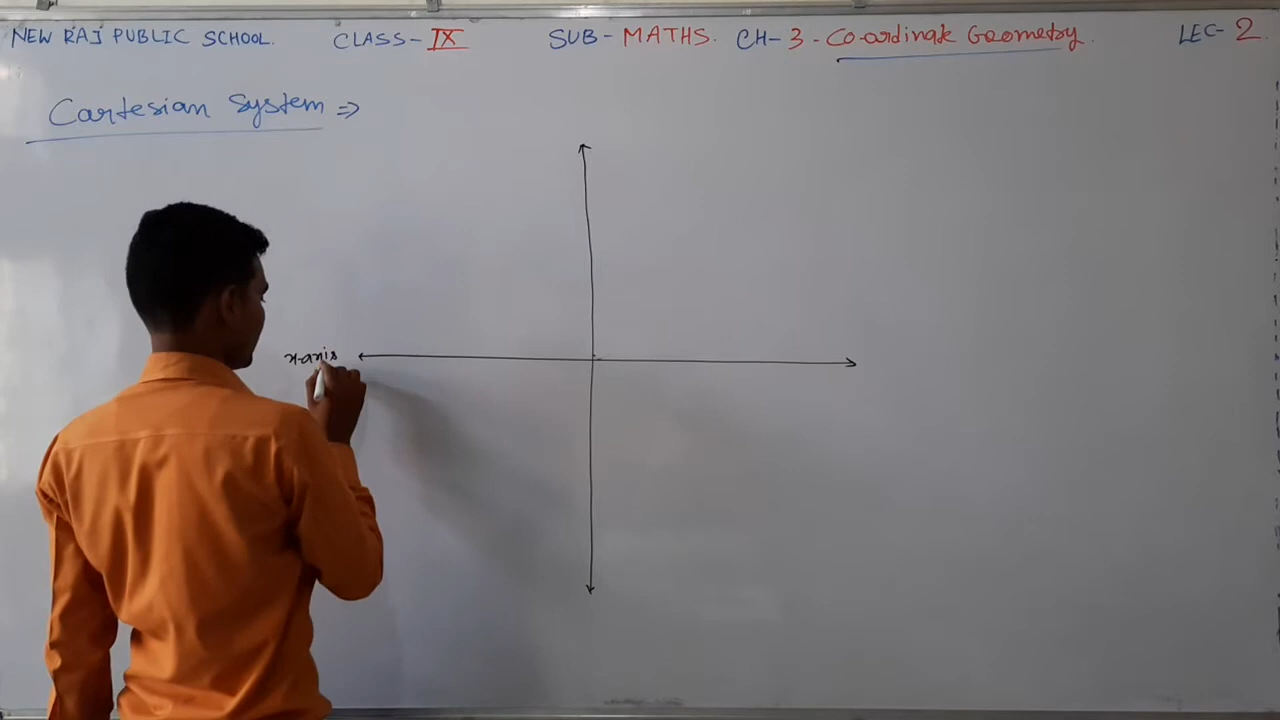 NEW RAJ PUBLIC SCHOOL. CLASS - IX SUB - MATHS. CH - 3 - Co-ordinate Geometry. LEC - 2.
Cartesian System ⇒
x-axis